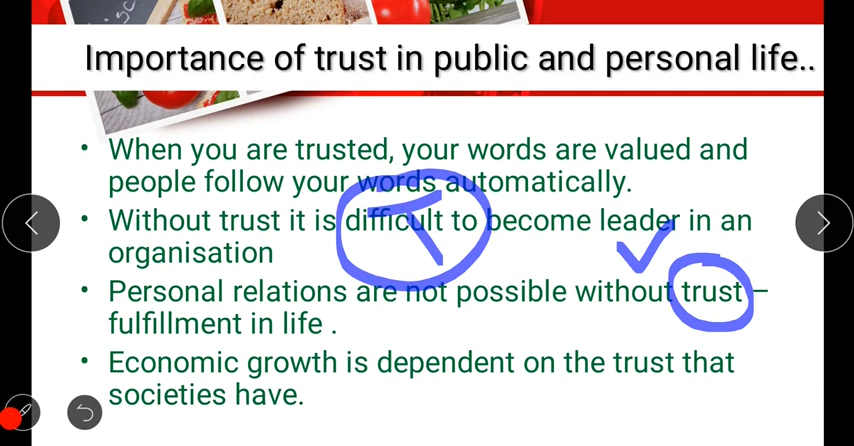 isc
Importance of trust in public and personal life..
• When you are trusted, your words are valued and
people follow your words automatically.
• Without trust it is difficult to become leader in an
organisation
• Personal relations are not possible without trust –
fulfillment in life .
• Economic growth is dependent on the trust that
societies have.
T